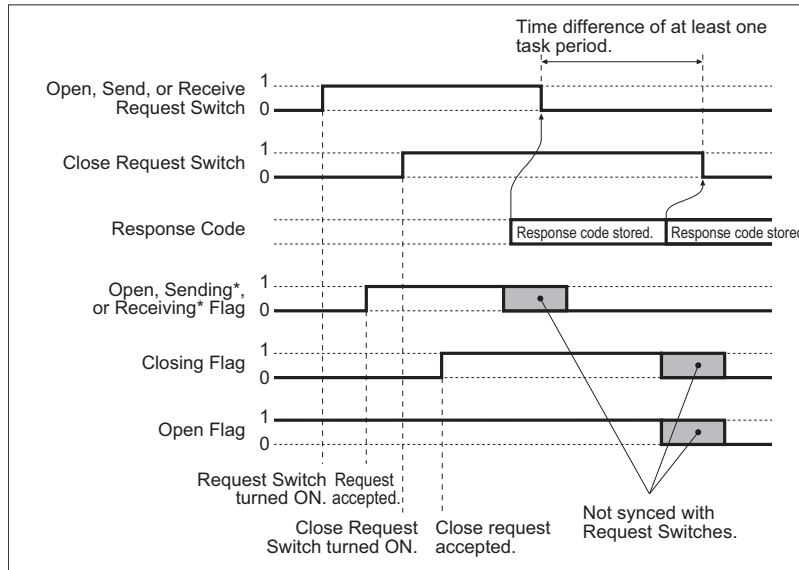 Time difference of at least one
task period.
Open, Send, or Receive
Request Switch
1
0
Close Request Switch
1
0
Response Code
Response code stored.
Response code stored
Open, Sending*,
or Receiving* Flag
1
0
Closing Flag
1
0
Open Flag
1
0
Request Switch
turned ON.
Request
accepted.
Close Request
Switch turned ON.
Close request
accepted.
Not synced with
Request Switches.